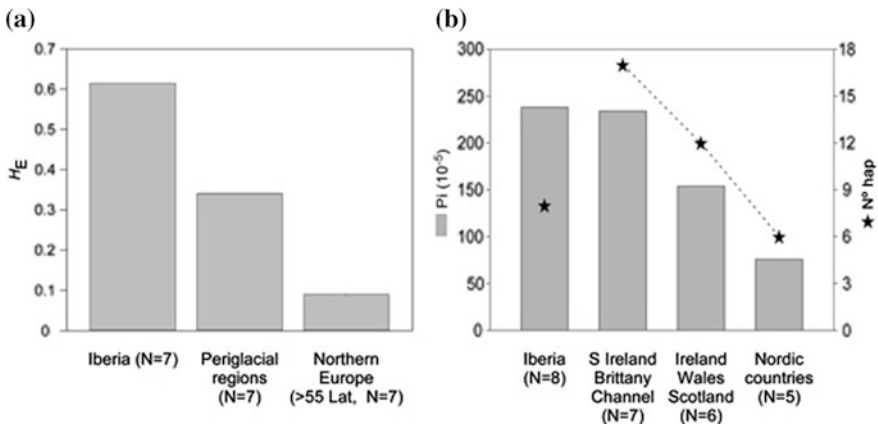 (a)
0.7
0.6
0.5
0.4
0.3
0.2
0.1
0
HE
Iberia (N=7)
Periglacial
regions
(N=7)
Northern
Europe
(>55 Lat, N=7)
(b)
300
250
200
150
100
50
0
Pi (10-5)
18
15
12
9
6
3
0
Nº hap
Iberia
(N=8)
S Ireland
Brittany
Channel
(N=7)
Ireland
Wales
Scotland
(N=6)
Nordic
countries
(N=5)